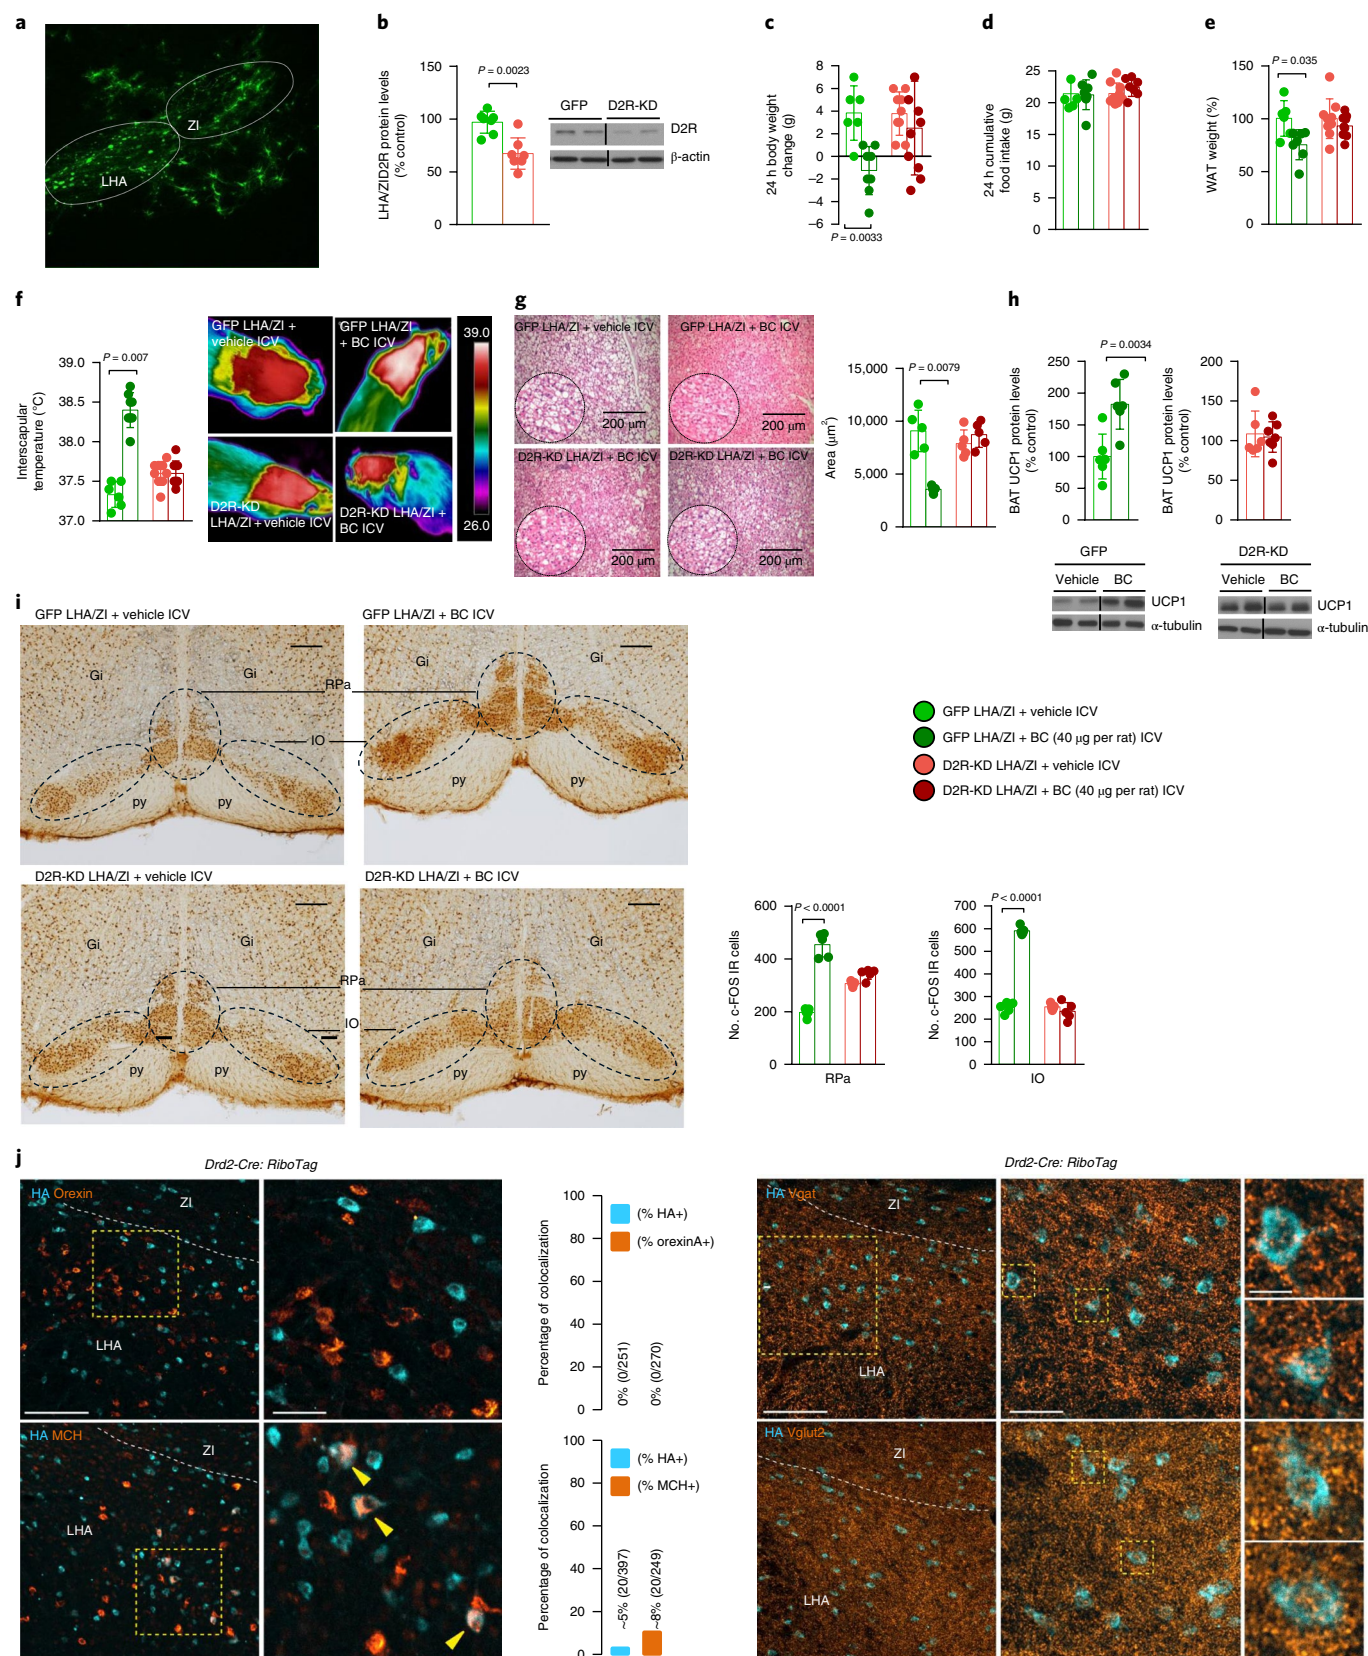 a
ZI
LHA
b
LHA/ZID2R protein levels
(% control)
150
100
50
0
P = 0.0023
GFP
D2R-KD
D2R
β-actin
c
24 h body weight
change (g)
8
6
4
2
0
−2
−4
−6
P = 0.0033
d
24 h cumulative
food intake (g)
25
20
15
10
5
0
e
WAT weight (%)
150
100
50
0
P = 0.035
f
Interscapular
temperature (°C)
39.0
38.5
38.0
37.5
37.0
P = 0.007
GFP LHA/ZI +
vehicle ICV
GFP LHA/ZI
+ BC ICV
D2R-KD
LHA/ZI + vehicle ICV
D2R-KD LHA/ZI +
BC ICV
39.0
26.0
g
GFP LHA/ZI + vehicle ICV
200 μm
GFP LHA/ZI + BC ICV
200 μm
D2R-KD LHA/ZI + vehicle ICV
200 μm
D2R-KD LHA/ZI + BC ICV
200 μm
Area (μm²)
15,000
10,000
5,000
0
P = 0.0079
h
BAT UCP1 protein levels
(% control)
250
200
150
100
50
0
P = 0.0034
BAT UCP1 protein levels
(% control)
200
150
100
50
0
GFP
Vehicle BC
UCP1
α-tubulin
D2R-KD
Vehicle BC
UCP1
α-tubulin
i
GFP LHA/ZI + vehicle ICV
Gi
Gi
py
py
GFP LHA/ZI + BC ICV
Gi
Gi
RPa
IO
py
py
D2R-KD LHA/ZI + vehicle ICV
Gi
Gi
py
py
D2R-KD LHA/ZI + BC ICV
Gi
Gi
RPa
IO
py
py
GFP LHA/ZI + vehicle ICV
GFP LHA/ZI + BC (40 μg per rat) ICV
D2R-KD LHA/ZI + vehicle ICV
D2R-KD LHA/ZI + BC (40 μg per rat) ICV
No. c-FOS IR cells
600
400
200
0
P < 0.0001
RPa
No. c-FOS IR cells
700
600
500
400
300
200
100
0
P < 0.0001
IO
j
Drd2-Cre: RiboTag
HA Orexin
ZI
LHA
HA MCH
ZI
LHA
Percentage of colocalization
100
80
60
40
20
0
(% HA+)
(% orexinA+)
0% (0/251)
0% (0/270)
Percentage of colocalization
100
80
60
40
20
0
(% HA+)
(% MCH+)
~5% (20/397)
~8% (20/249)
Drd2-Cre: RiboTag
HA Vgat
ZI
LHA
HA Vglut2
ZI
LHA